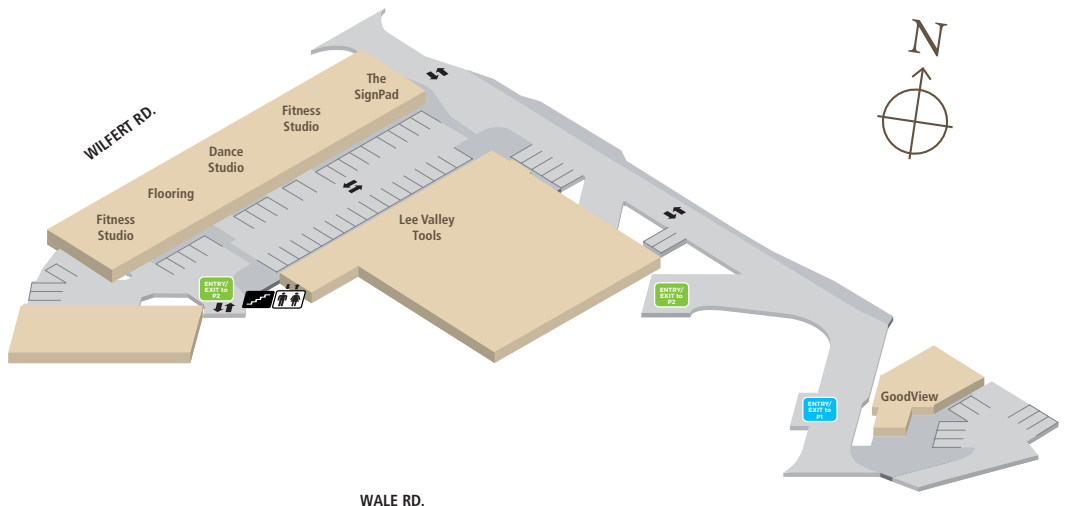 N
The
SignPad
WILFERT RD.
Fitness
Studio
Dance
Studio
Flooring
Fitness
Studio
Lee Valley
Tools
ENTRY/
EXIT to
P2
ENTRY/
EXIT to
P2
GoodView
ENTRY/
EXIT to
P1
WALE RD.